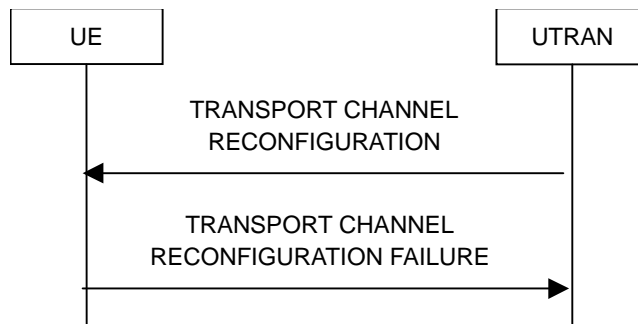 UE
UTRAN
TRANSPORT CHANNEL
RECONFIGURATION
TRANSPORT CHANNEL
RECONFIGURATION FAILURE